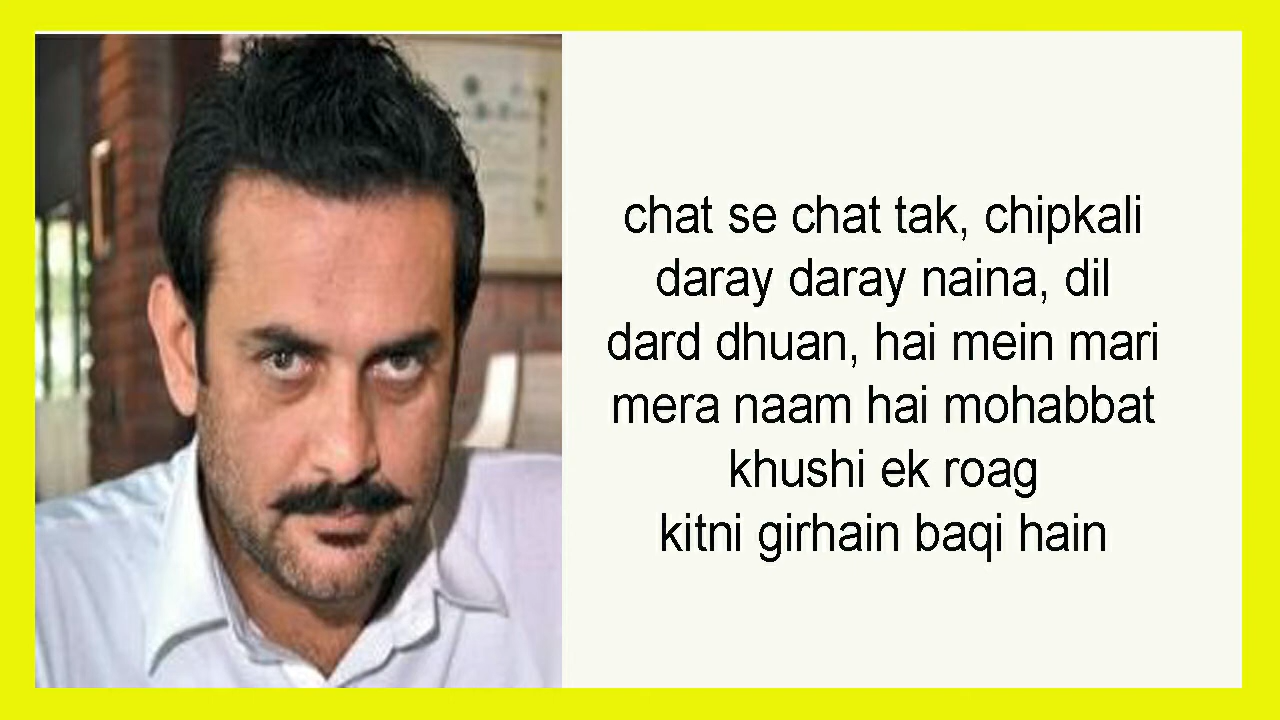 chat se chat tak, chipkali
daray daray naina, dil
dard dhuan, hai mein mari
mera naam hai mohabbat
khushi ek roag
kitni girhain baqi hain